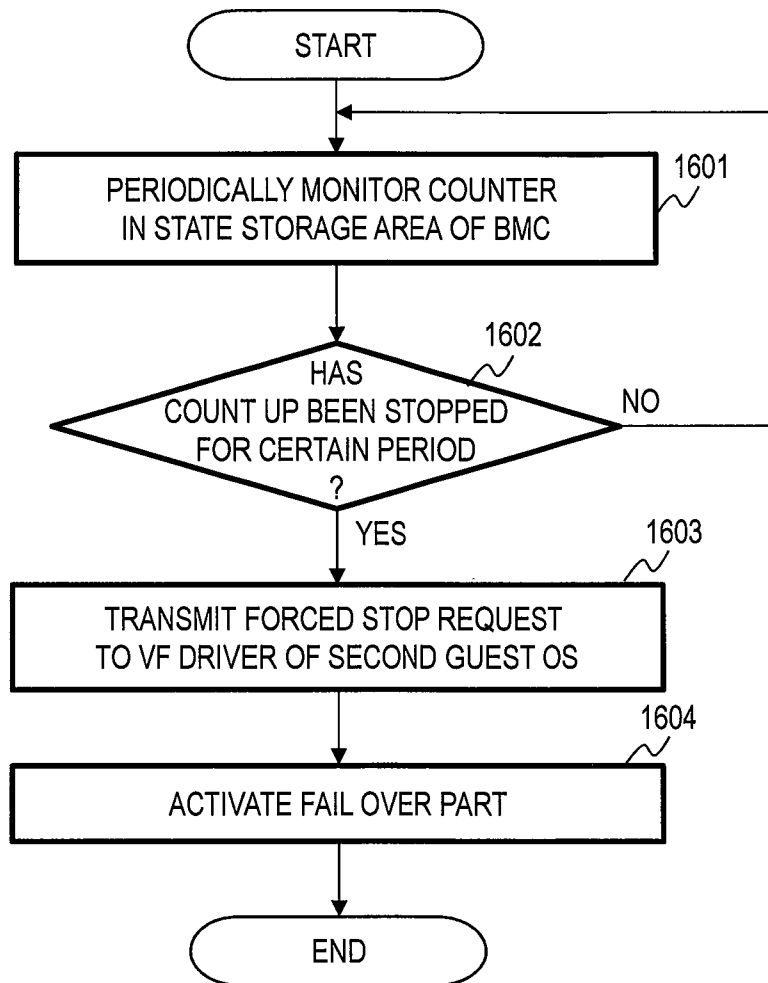 START
PERIODICALLY MONITOR COUNTER
IN STATE STORAGE AREA OF BMC
1601
1602
HAS
COUNT UP BEEN STOPPED
FOR CERTAIN PERIOD
?
NO
YES
1603
TRANSMIT FORCED STOP REQUEST
TO VF DRIVER OF SECOND GUEST OS
1604
ACTIVATE FAIL OVER PART
END